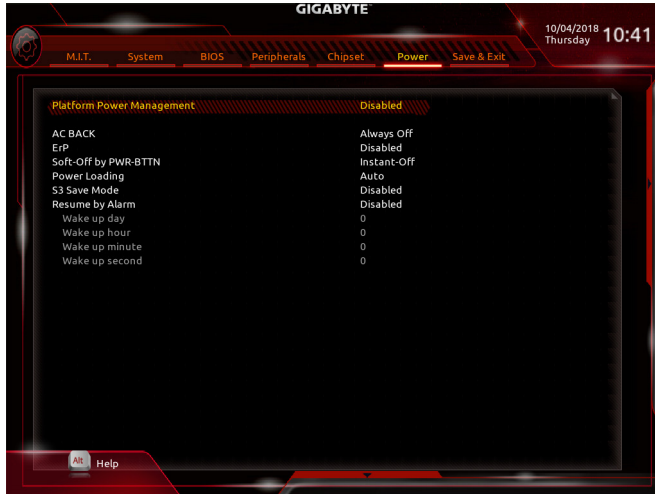 GIGABYTE™
10/04/2018
Thursday 10:41
M.I.T. System BIOS Peripherals Chipset Power Save & Exit
Platform Power Management Disabled
AC BACK Always Off
ErP Disabled
Soft-Off by PWR-BTTN Instant-Off
Power Loading Auto
S3 Save Mode Disabled
Resume by Alarm Disabled
Wake up day 0
Wake up hour 0
Wake up minute 0
Wake up second 0
Alt Help